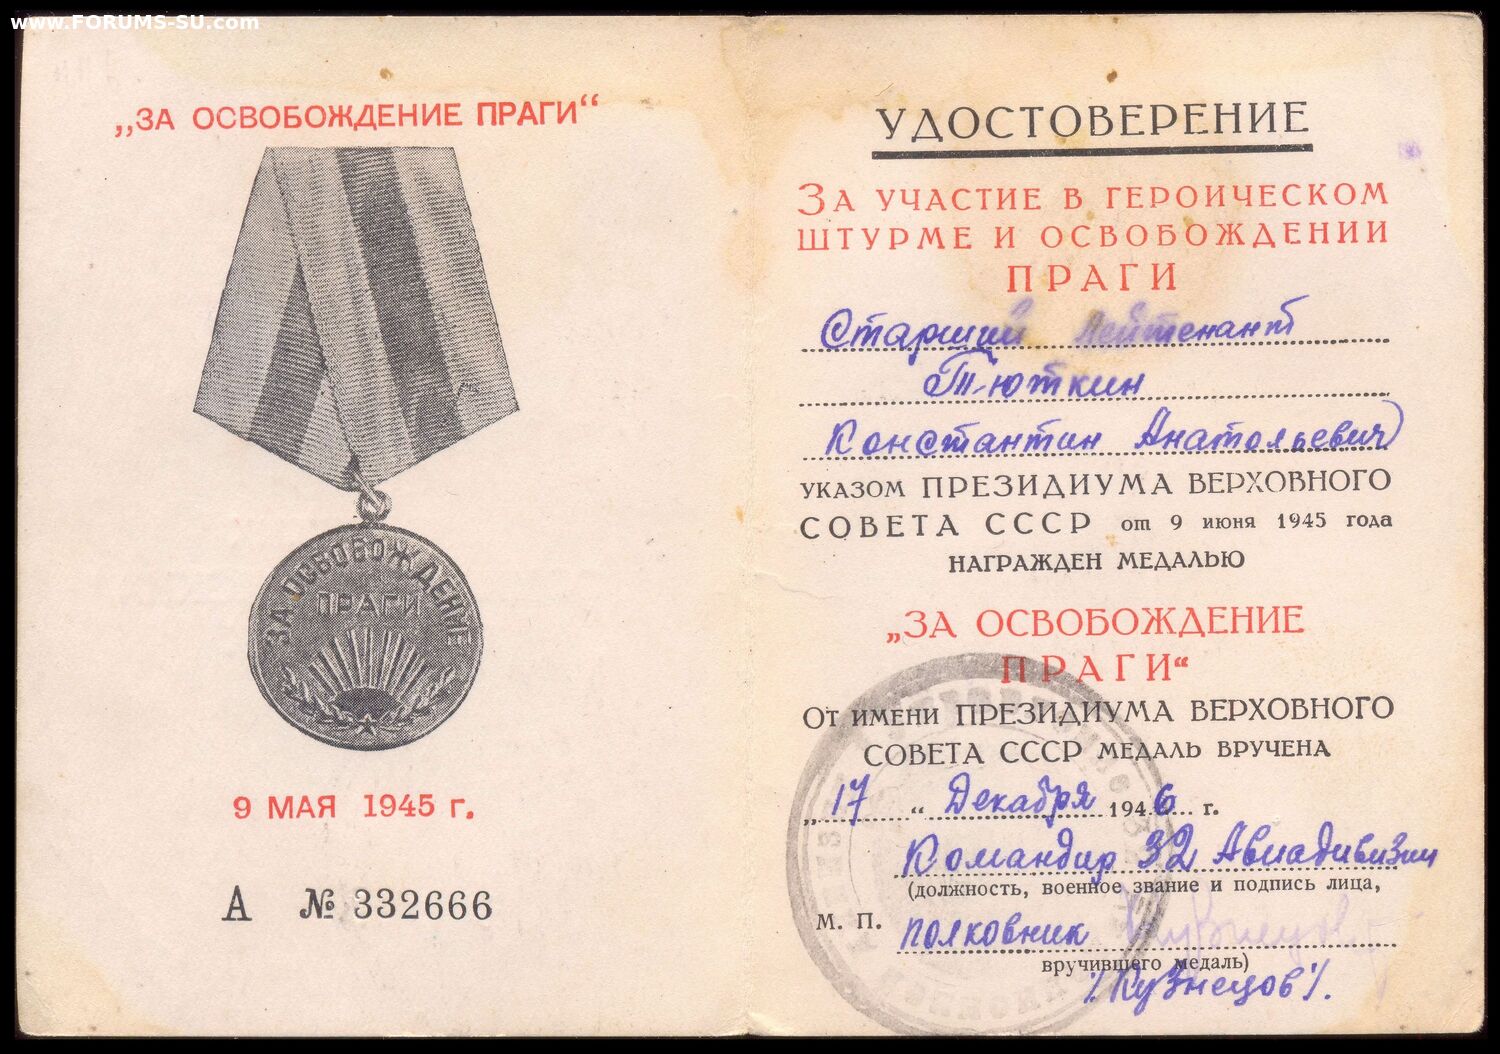 www.FORUMS-SU.com
„ЗА ОСВОБОЖДЕНИЕ ПРАГИ“
ЗА ОСВОБОЖДЕНИЕ
ПРАГИ
9 МАЯ 1945 г.
А № 332666
УДОСТОВЕРЕНИЕ
ЗА УЧАСТИЕ В ГЕРОИЧЕСКОМ
ШТУРМЕ И ОСВОБОЖДЕНИИ
ПРАГИ
Старший Лейтенант
Тюткин
Константин Анатольевич
УКАЗОМ ПРЕЗИДИУМА ВЕРХОВНОГО
СОВЕТА СССР от 9 июня 1945 года
НАГРАЖДЕН МЕДАЛЬЮ
„ЗА ОСВОБОЖДЕНИЕ
ПРАГИ“
ОТ ИМЕНИ ПРЕЗИДИУМА ВЕРХОВНОГО
СОВЕТА СССР МЕДАЛЬ ВРУЧЕНА
„17“ Декабря 1946 г.
Командир 32 Авиадивизии
(должность, военное звание и подпись лица,
М. П. полковник Кузнецов
вручившего медаль)
/Кузнецов/.